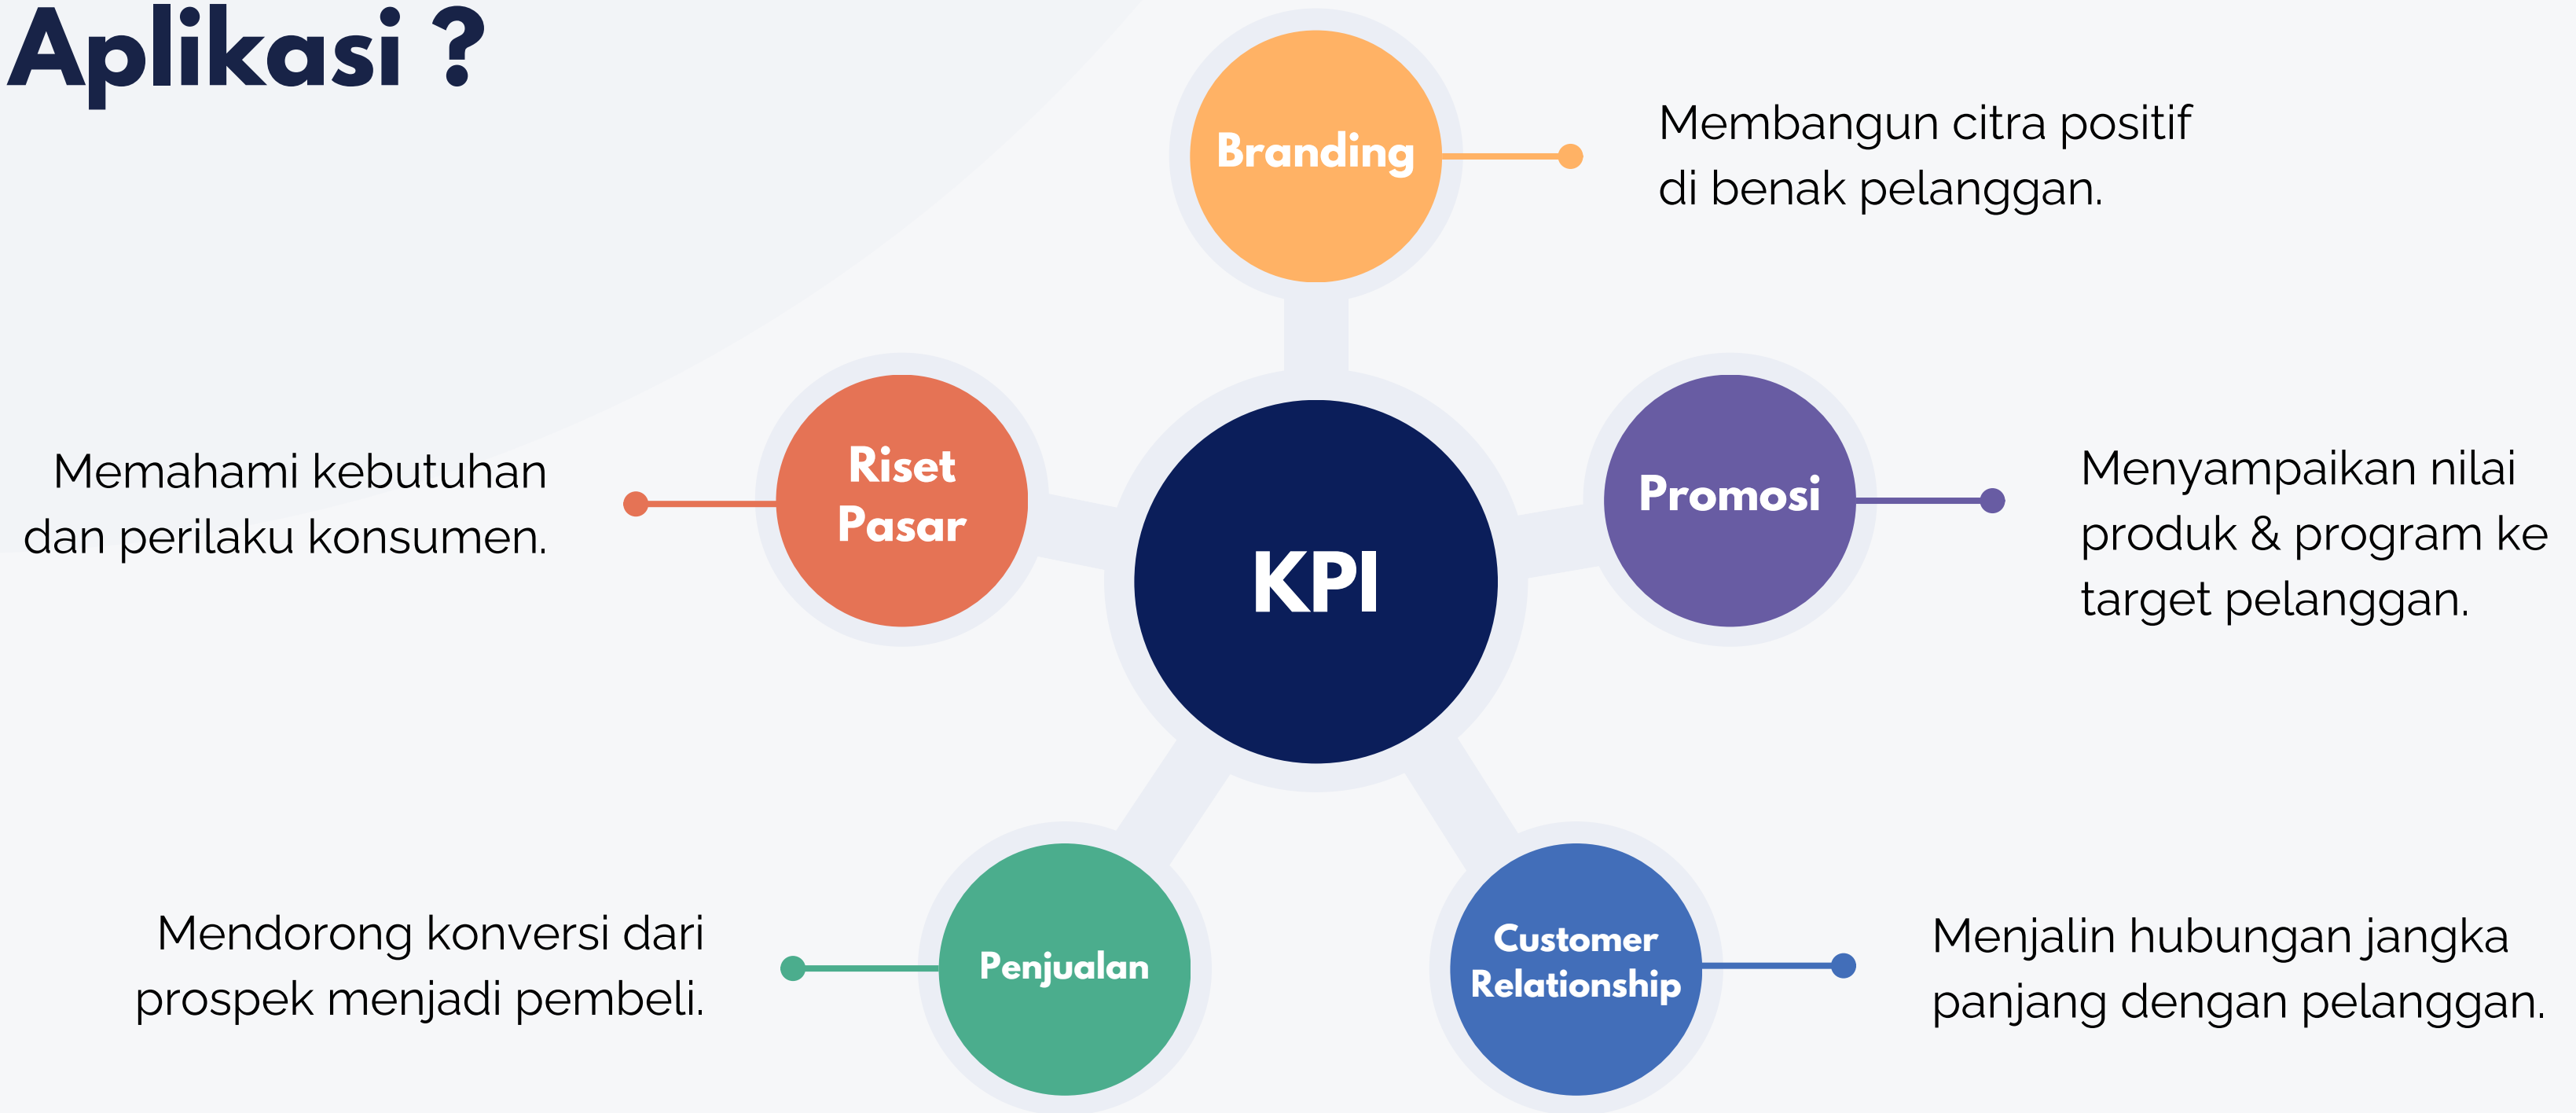 Aplikasi ?
Branding
Membangun citra positif
di benak pelanggan.
Riset
Pasar
Memahami kebutuhan
dan perilaku konsumen.
KPI
Promosi
Menyampaikan nilai
produk & program ke
target pelanggan.
Penjualan
Mendorong konversi dari
prospek menjadi pembeli.
Customer
Relationship
Menjalin hubungan jangka
panjang dengan pelanggan.